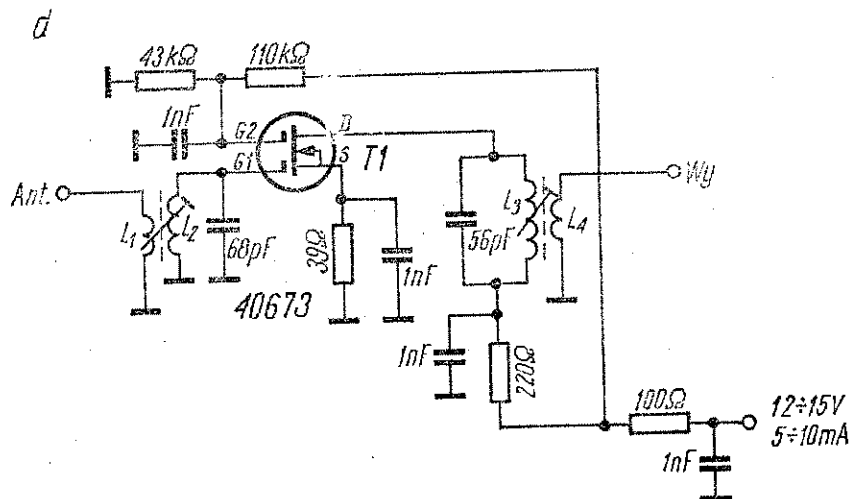 d
43kΩ
110kΩ
1nF
G2
D
G1
S
T1
Ant.
Wy
L1
L2
68pF
39Ω
1nF
56pF
L3
L4
40673
1nF
220Ω
100Ω
12÷15V
5÷10mA
1nF